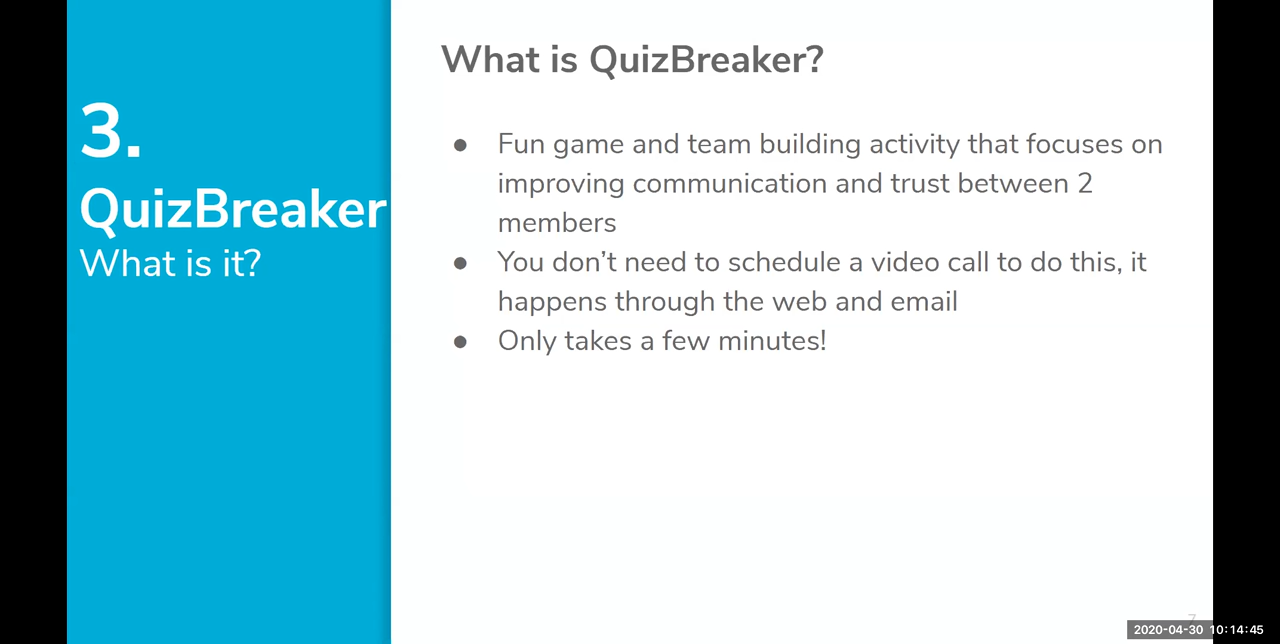 3.
QuizBreaker
What is it?
What is QuizBreaker?
● Fun game and team building activity that focuses on
improving communication and trust between 2
members
● You don’t need to schedule a video call to do this, it
happens through the web and email
● Only takes a few minutes!
7
2020-04-30 10:14:45